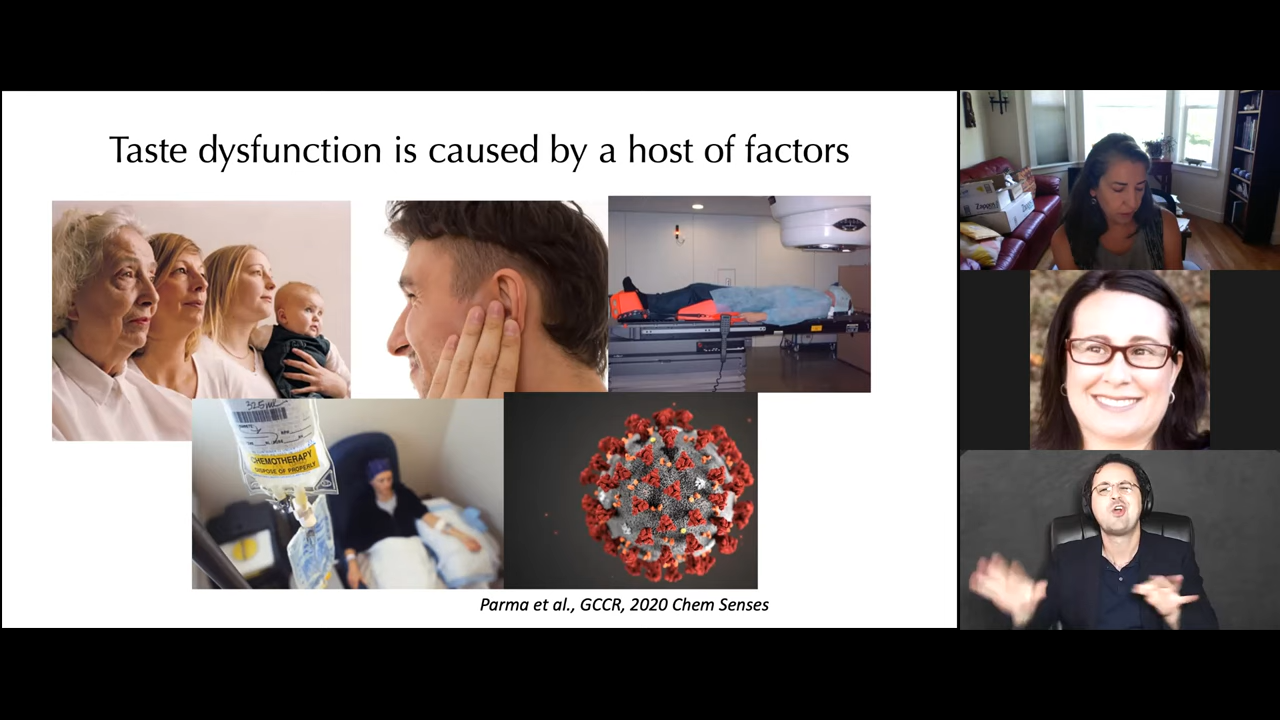 Taste dysfunction is caused by a host of factors
CHEMOTHERAPY
DISPOSE OF PROPERLY
Parma et al., GCCR, 2020 Chem Senses